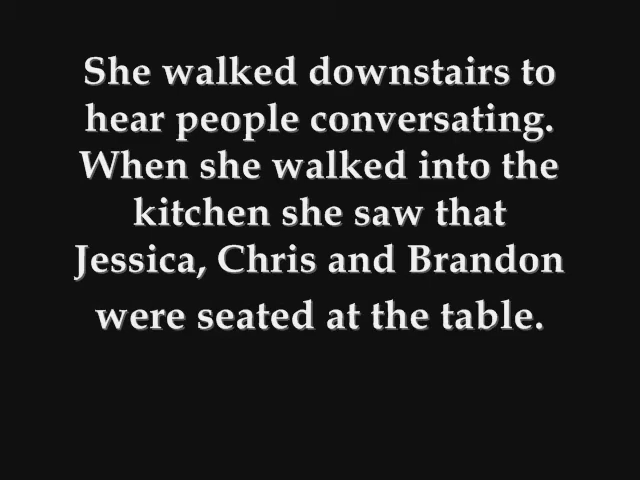 She walked downstairs to
hear people conversating.
When she walked into the
kitchen she saw that
Jessica, Chris and Brandon
were seated at the table.